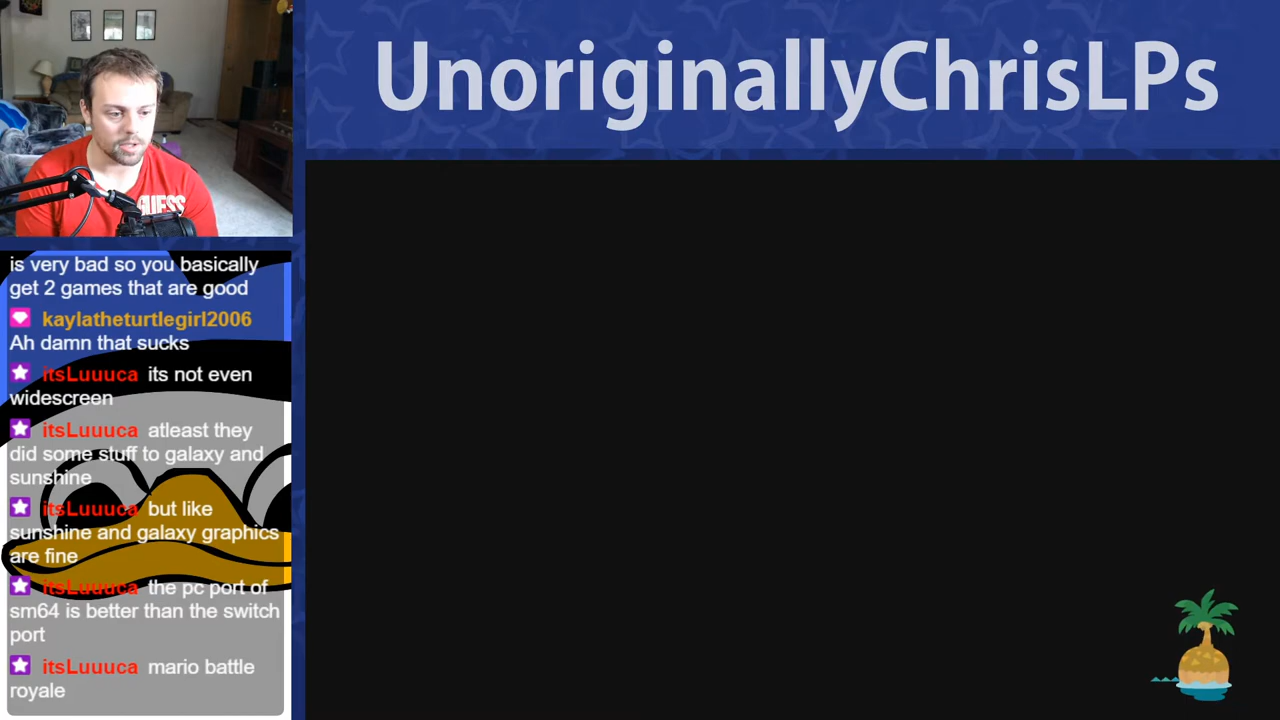 UnoriginallyChrisLPs
GUESS
is very bad so you basically
get 2 games that are good
kaylatheturtlegirl2006
Ah damn that sucks
itsLuuuca its not even
widescreen
itsLuuuca atleast they
did some stuff to galaxy and
sunshine
itsLuuuca but like
sunshine and galaxy graphics
are fine
itsLuuuca the pc port of
sm64 is better than the switch
port
itsLuuuca mario battle
royale